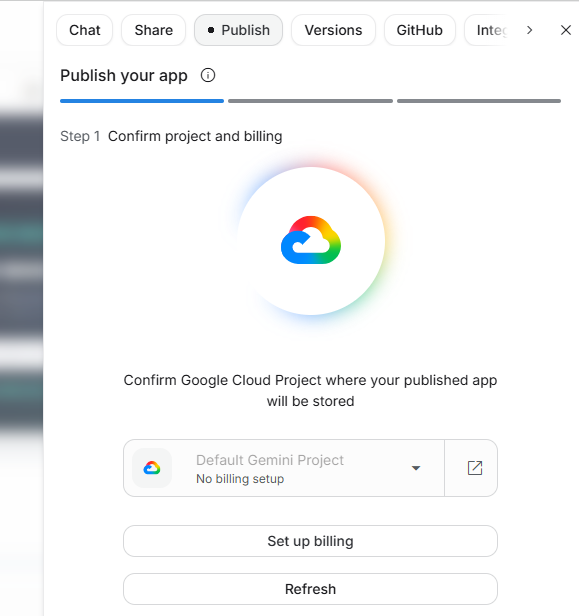 Chat
Share
Publish
Versions
GitHub
Publish your app
Step 1 Confirm project and billing
Confirm Google Cloud Project where your published app
will be stored
Default Gemini Project
No billing setup
Set up billing
Refresh